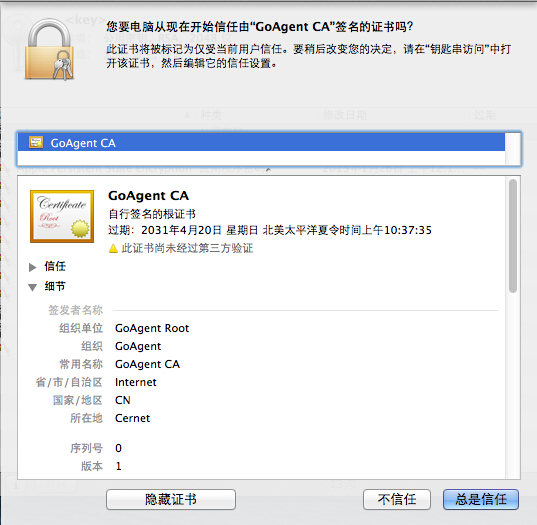 您要电脑从现在开始信任由“GoAgent CA”签名的证书吗？
此证书将被标记为仅受当前用户信任。要稍后改变您的决定，请在“钥匙串访问”中打
开该证书，然后编辑它的信任设置。
种类 修改日期 过期
GoAgent CA
Certificate
Root
GoAgent CA
自行签名的根证书
过期：2031年4月20日 星期日 北美太平洋夏令时间上午10:37:35
此证书尚未经过第三方验证
信任
细节
签发者名称
组织单位 GoAgent Root
组织 GoAgent
常用名称 GoAgent CA
省/市/自治区 Internet
国家/地区 CN
所在地 Cernet
序列号 0
版本 1
隐藏证书 不信任 总是信任